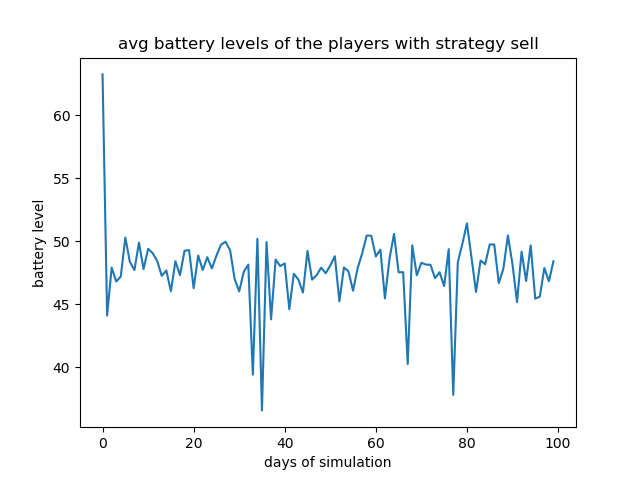 avg battery levels of the players with strategy sell
60
55
50
45
40
battery level
0 20 40 60 80 100
days of simulation